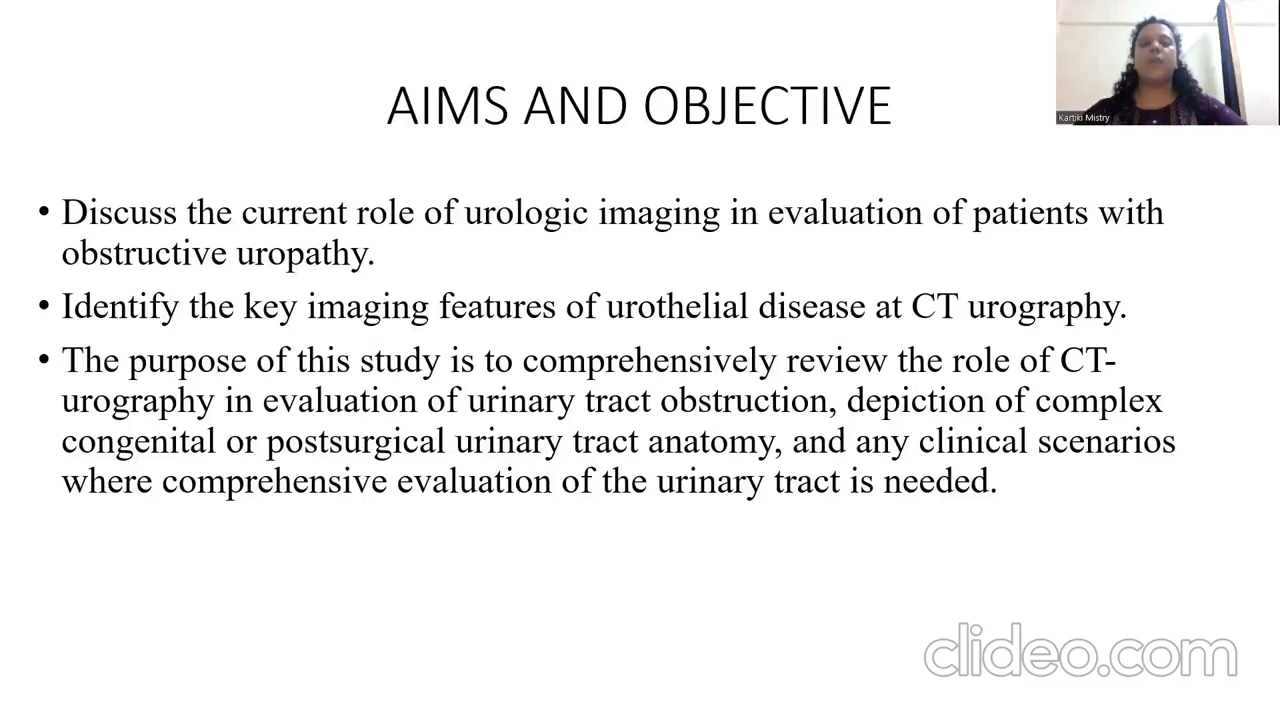 AIMS AND OBJECTIVE
Kartiki Mistry
• Discuss the current role of urologic imaging in evaluation of patients with
obstructive uropathy.
• Identify the key imaging features of urothelial disease at CT urography.
• The purpose of this study is to comprehensively review the role of CT-
urography in evaluation of urinary tract obstruction, depiction of complex
congenital or postsurgical urinary tract anatomy, and any clinical scenarios
where comprehensive evaluation of the urinary tract is needed.
clideo.com